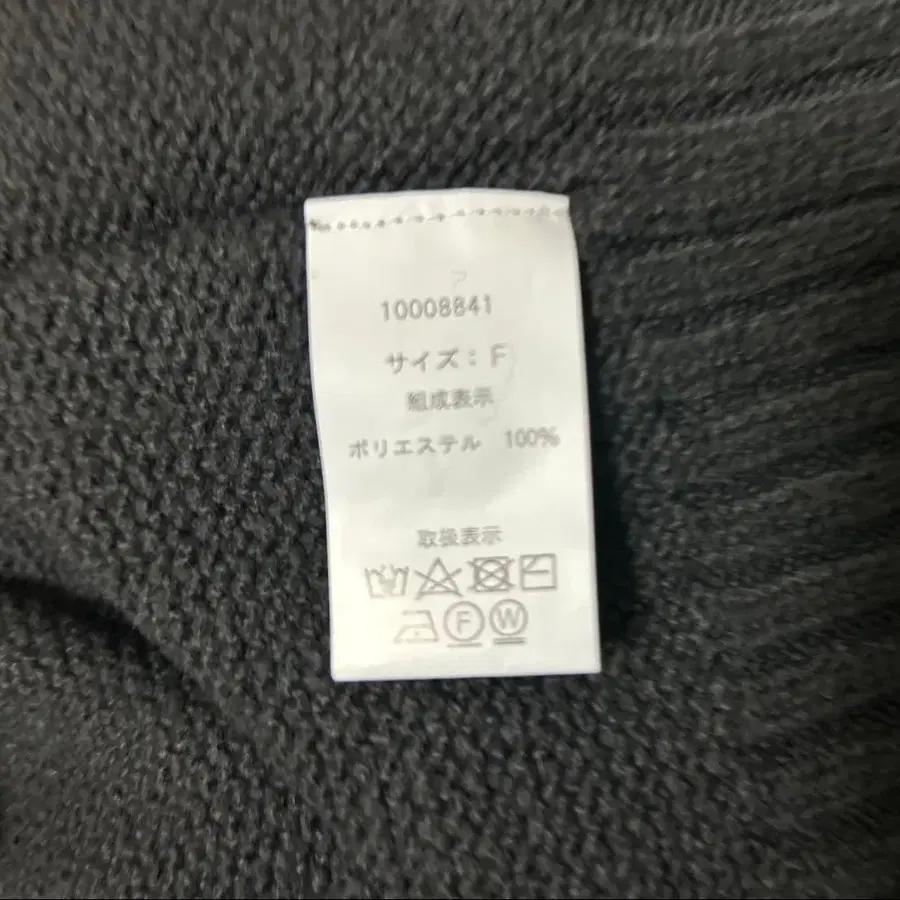 10008841
サイズ：F
組成表示
ポリエステル 100%
取扱表示
F W